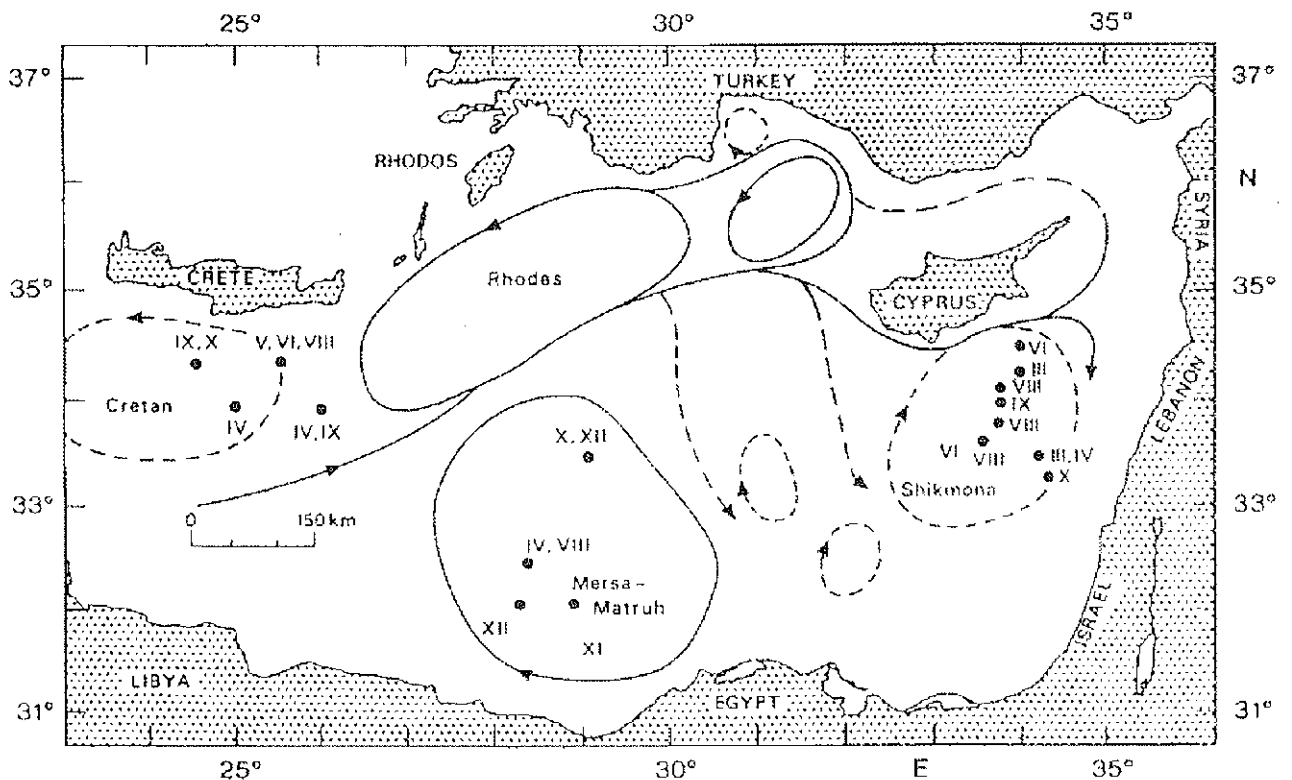 25° 30° 35°
37° TURKEY 37°
RHODOS
N
SYRIA
CRETE
Rhodes
35° CYPRUS 35°
IX, X V, VI, VIII
VI
III
VIII
IX
VIII
LEBANON
Cretan
IV IV, IX
X, XII
VI VIII
III, IV
X
Shikmona
33° 33°
0 150 km
IV, VIII
Mersa-
Matruh
XII
XI
ISRAEL
LIBYA
EGYPT
31° 31°
25° 30° E 35°